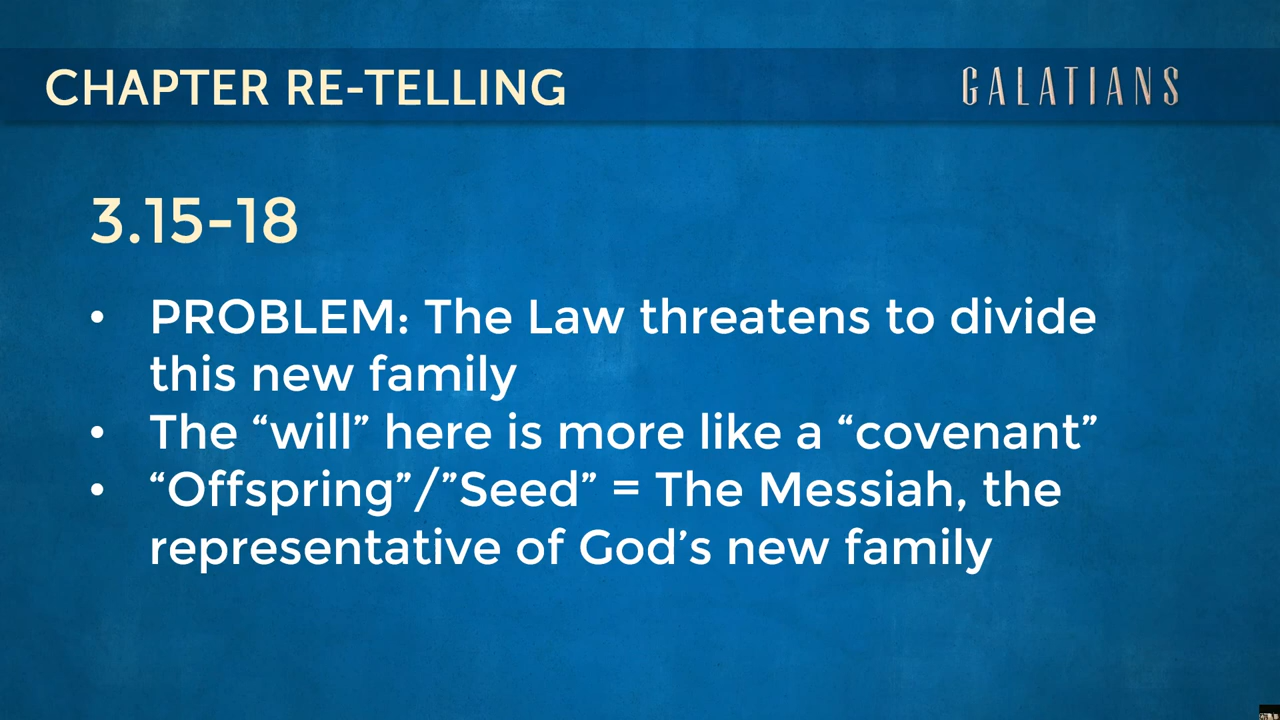 CHAPTER RE-TELLING
GALATIANS
3.15-18
• PROBLEM: The Law threatens to divide
this new family
• The “will” here is more like a “covenant”
• “Offspring”/”Seed” = The Messiah, the
representative of God’s new family